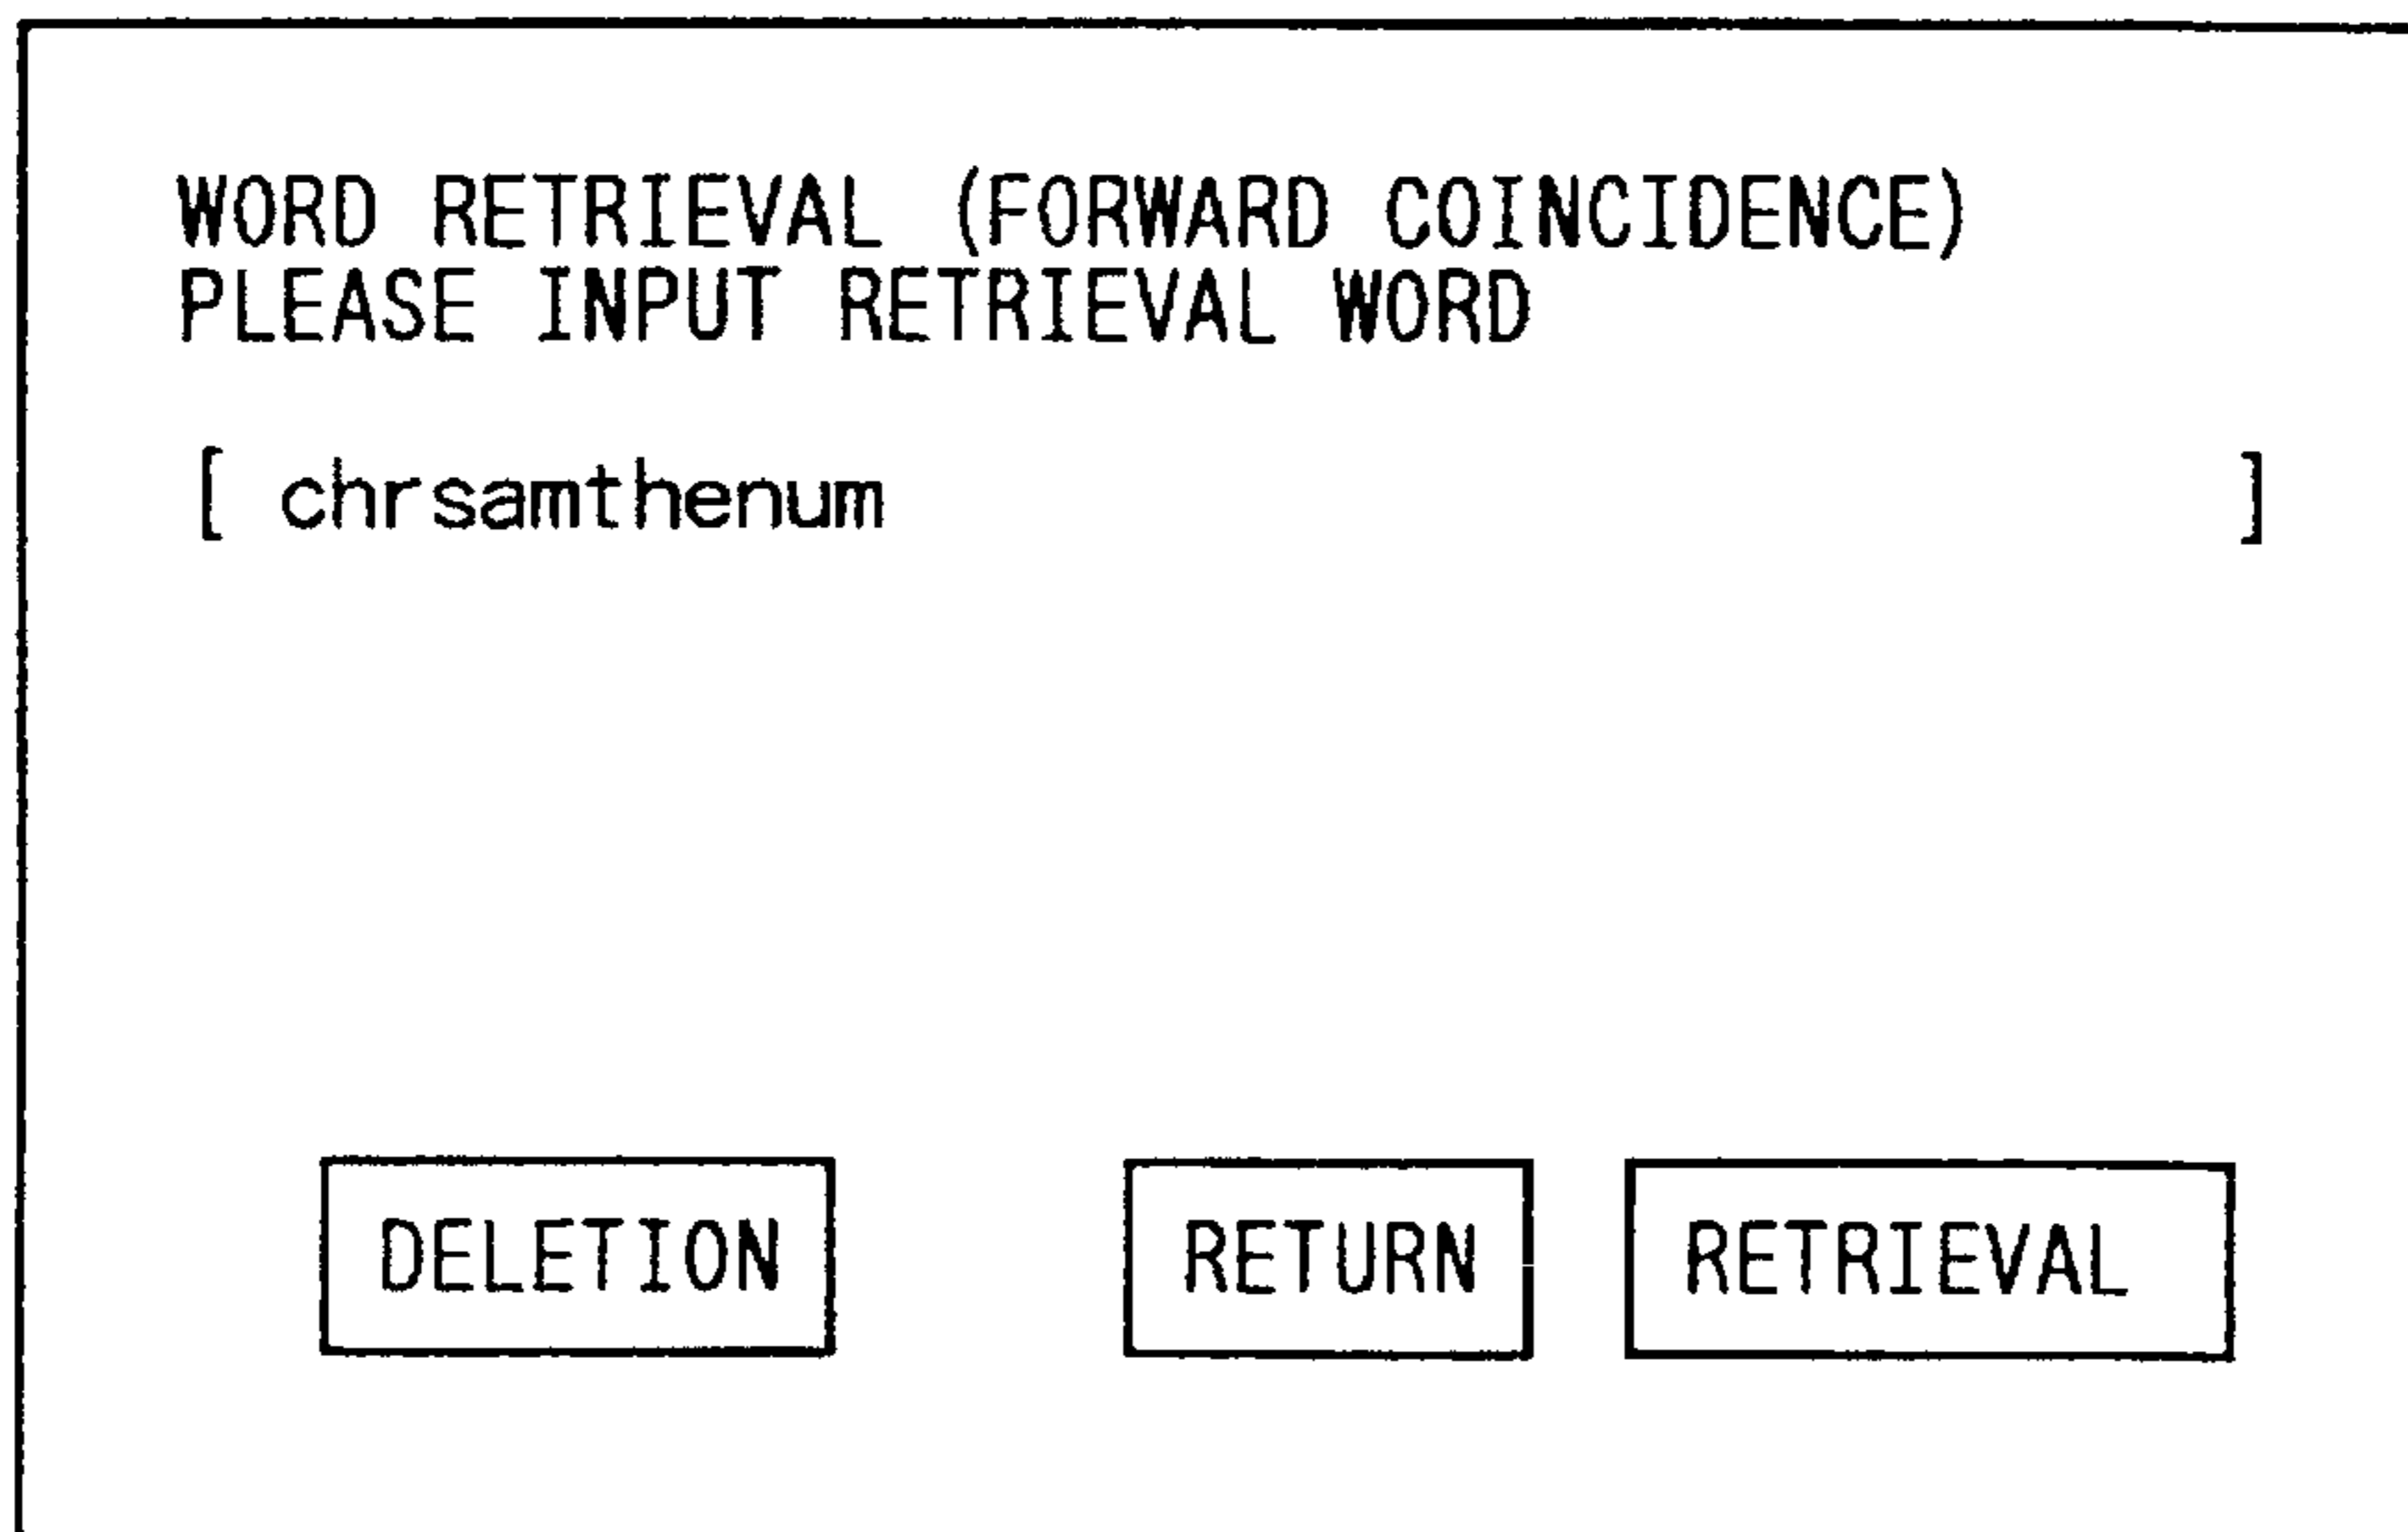 WORD RETRIEVAL (FORWARD COINCIDENCE)
PLEASE INPUT RETRIEVAL WORD
[ chrsamthenum ]
DELETION RETURN RETRIEVAL